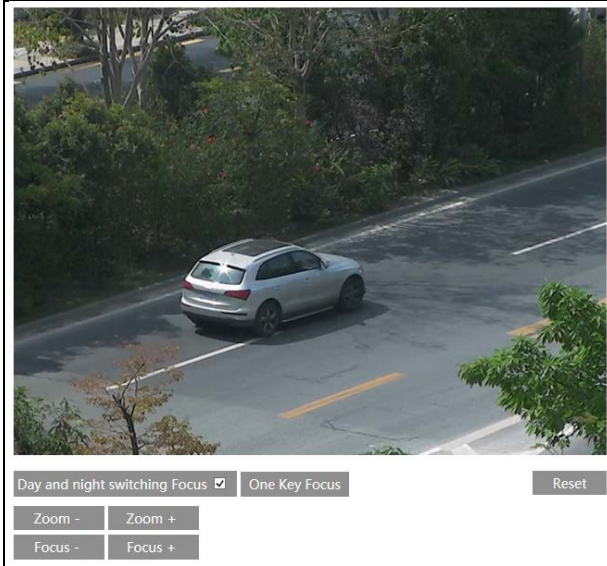 Day and night switching Focus One Key Focus Reset
Zoom - Zoom +
Focus - Focus +